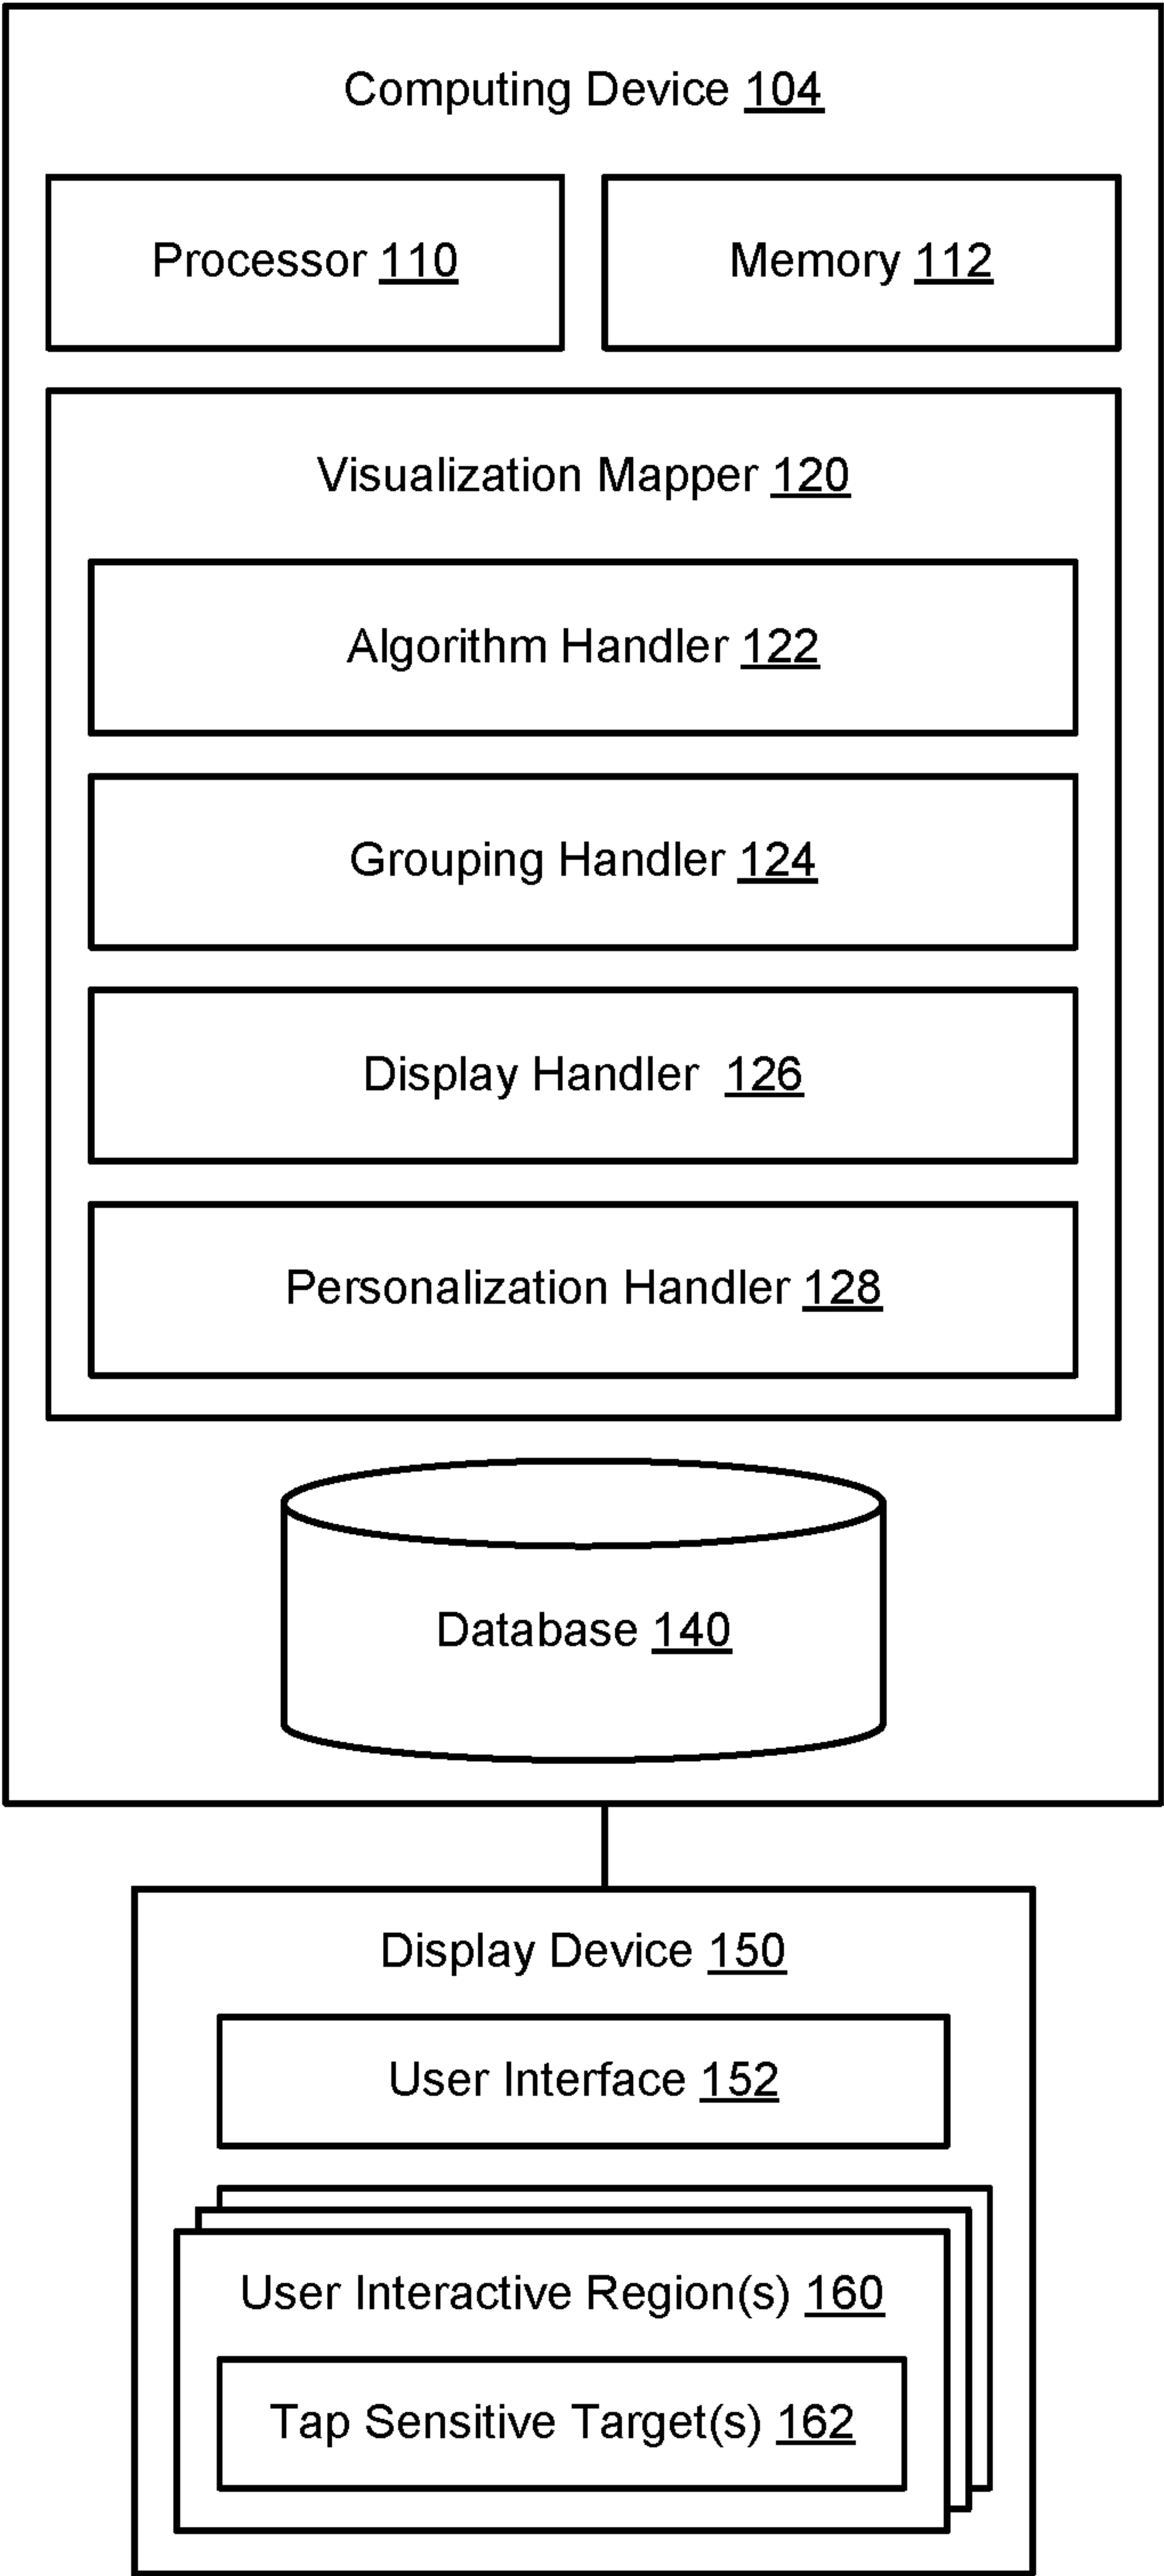 Computing Device 104
Processor 110
Memory 112
Visualization Mapper 120
Algorithm Handler 122
Grouping Handler 124
Display Handler 126
Personalization Handler 128
Database 140
Display Device 150
User Interface 152
User Interactive Region(s) 160
Tap Sensitive Target(s) 162